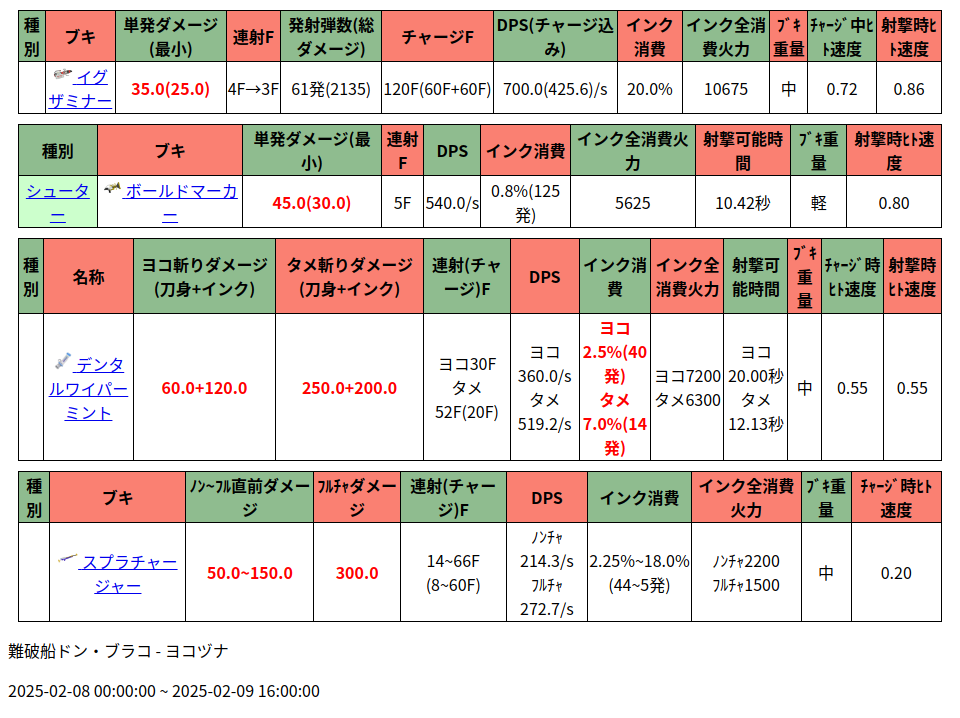 種別 ブキ 単発ダメージ(最小) 連射F 発射弾数(総ダメージ) チャージF DPS(チャージ込み) インク消費 インク全消費火力 ﾌﾞｷ重量 ﾁｬｰｼﾞ中ﾋﾄ速度 射撃時ﾋﾄ速度
イグザミナー 35.0(25.0) 4F→3F 61発(2135) 120F(60F+60F) 700.0(425.6)/s 20.0% 10675 中 0.72 0.86
種別 ブキ 単発ダメージ(最小) 連射F DPS インク消費 インク全消費火力 射撃可能時間 ﾌﾞｷ重量 射撃時ﾋﾄ速度
シューター ボールドマーカー 45.0(30.0) 5F 540.0/s 0.8%(125発) 5625 10.42秒 軽 0.80
種別 名称 ヨコ斬りダメージ(刀身+インク) タメ斬りダメージ(刀身+インク) 連射(チャージ)F DPS インク消費 インク全消費火力 射撃可能時間 ﾌﾞｷ重量 ﾁｬｰｼﾞ時ﾋﾄ速度 射撃時ﾋﾄ速度
デンタルワイパーミント 60.0+120.0 250.0+200.0 ヨコ30F タメ52F(20F) ヨコ360.0/s タメ519.2/s ヨコ2.5%(40発) タメ7.0%(14発) ヨコ7200 タメ6300 ヨコ20.00秒 タメ12.13秒 中 0.55 0.55
種別 ブキ ﾉﾝ~ﾌﾙ直前ダメージ ﾌﾙﾁｬダメージ 連射(チャージ)F DPS インク消費 インク全消費火力 ﾌﾞｷ重量 ﾁｬｰｼﾞ時ﾋﾄ速度
スプラチャージャー 50.0~150.0 300.0 14~66F(8~60F) ﾉﾝﾁｬ214.3/s ﾌﾙﾁｬ272.7/s 2.25%~18.0%(44~5発) ﾉﾝﾁｬ2200 ﾌﾙﾁｬ1500 中 0.20
難破船ドン・ブラコ - ヨコヅナ
2025-02-08 00:00:00 ~ 2025-02-09 16:00:00